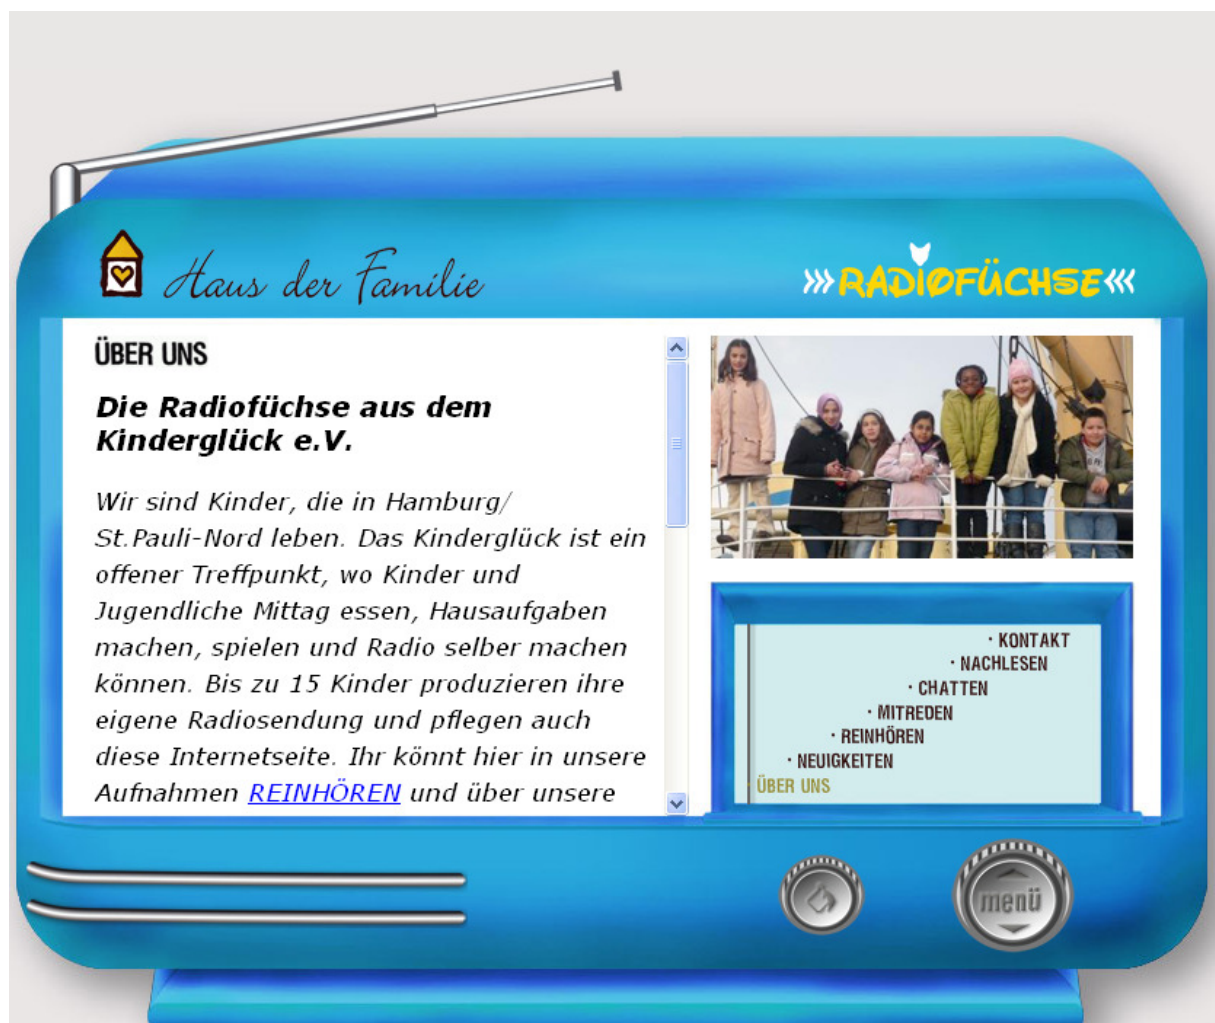 Haus der Familie
RADIOFÜCHSE
ÜBER UNS
Die Radiofüchse aus dem
Kinderglück e.V.
Wir sind Kinder, die in Hamburg/
St.Pauli-Nord leben. Das Kinderglück ist ein
offener Treffpunkt, wo Kinder und
Jugendliche Mittag essen, Hausaufgaben
machen, spielen und Radio selber machen
können. Bis zu 15 Kinder produzieren ihre
eigene Radiosendung und pflegen auch
diese Internetseite. Ihr könnt hier in unsere
Aufnahmen REINHÖREN und über unsere
· KONTAKT
· NACHLESEN
· CHATTEN
· MITREDEN
· REINHÖREN
· NEUIGKEITEN
· ÜBER UNS
menü